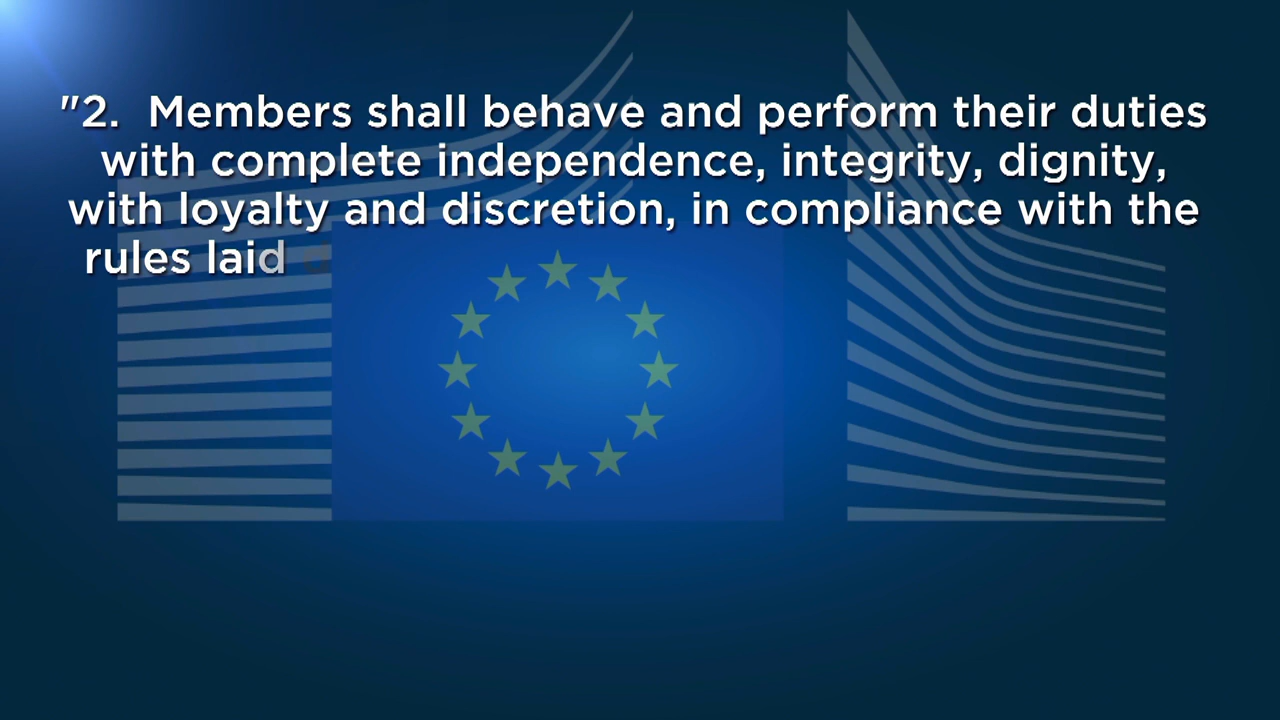 "2. Members shall behave and perform their duties
with complete independence, integrity, dignity,
with loyalty and discretion, in compliance with the
rules laid